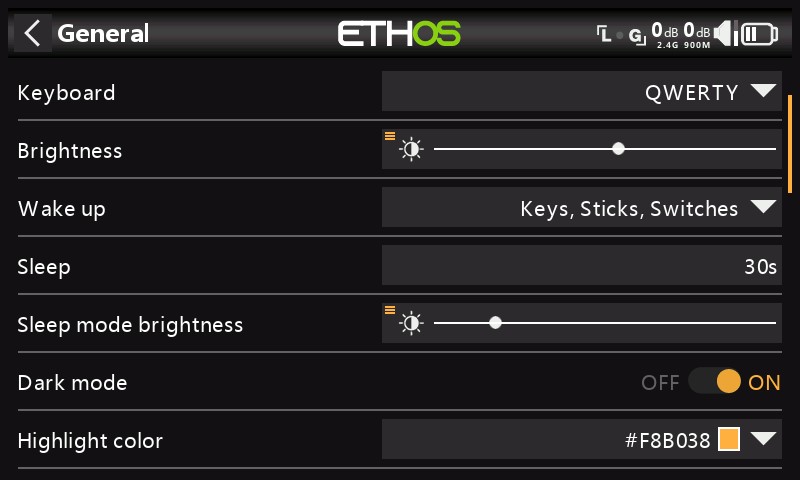 General
ETHOS
L G 0dB 0dB
2.4G 900M
Keyboard QWERTY
Brightness
Wake up Keys, Sticks, Switches
Sleep 30s
Sleep mode brightness
Dark mode OFF ON
Highlight color #F8B038